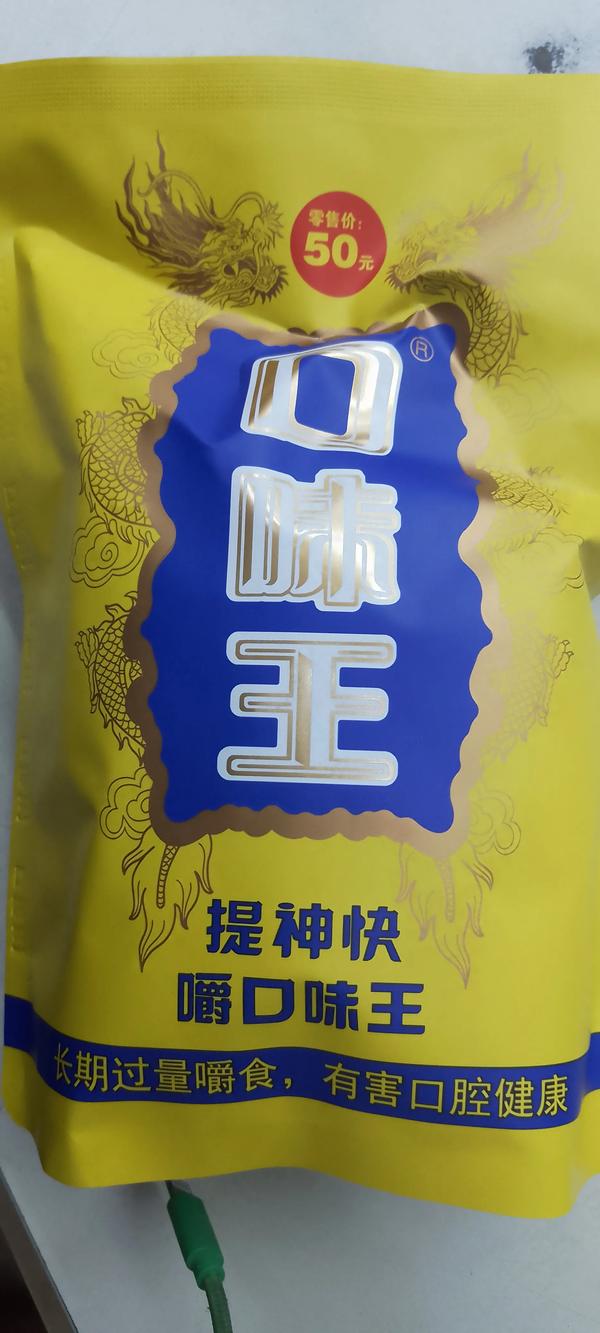 零售价:
50元
口味王®
提神快
嚼口味王
长期过量嚼食，有害口腔健康